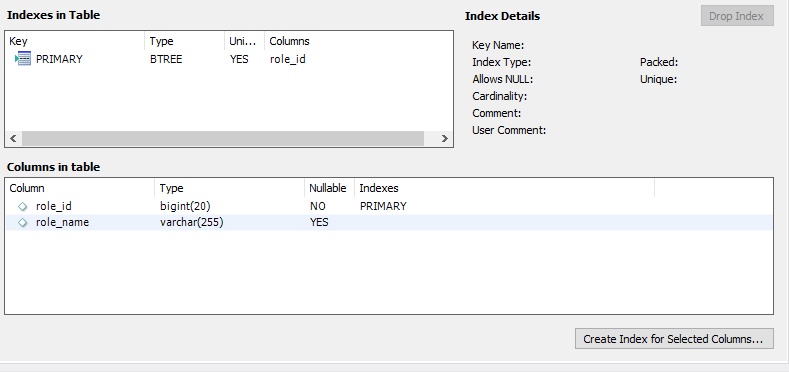 Indexes in Table
Key Type Uni... Columns
PRIMARY BTREE YES role_id
Index Details
Drop Index
Key Name:
Index Type: Packed:
Allows NULL: Unique:
Cardinality:
Comment:
User Comment:
Columns in table
Column Type Nullable Indexes
role_id bigint(20) NO PRIMARY
role_name varchar(255) YES
Create Index for Selected Columns...